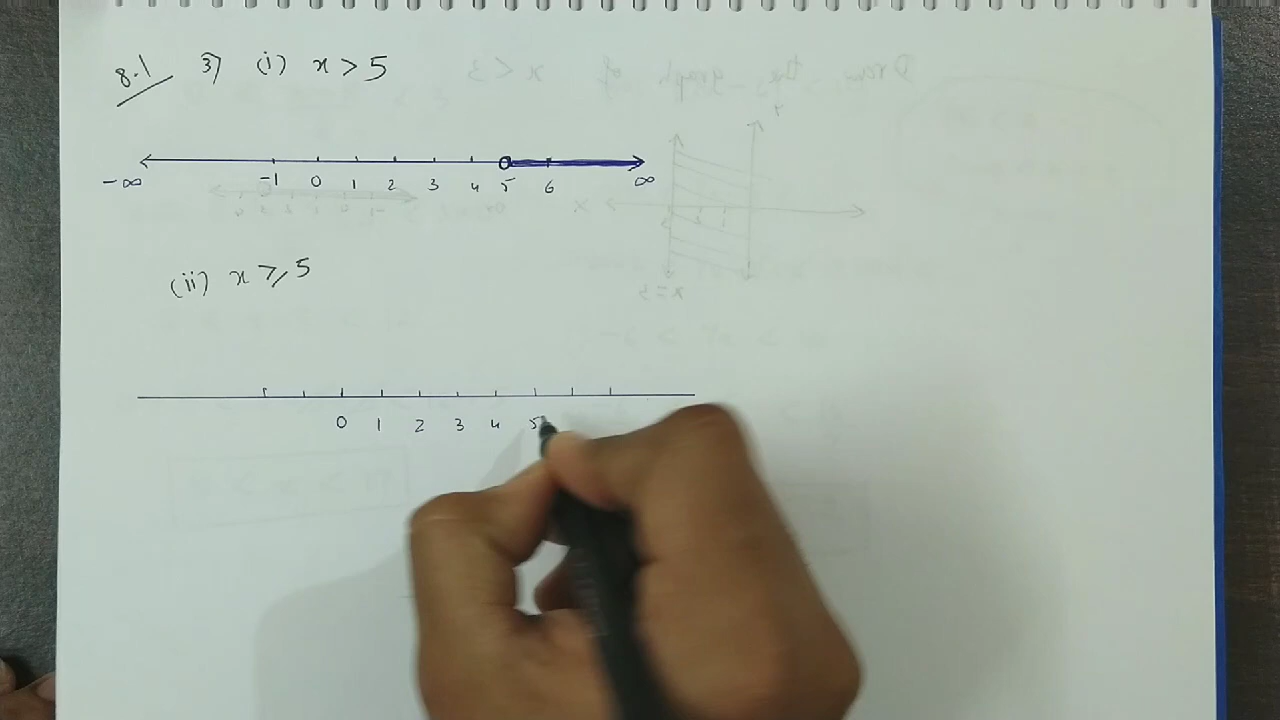 8.1 3) (i) x > 5
-∞ -1 0 1 2 3 4 5 6 ∞
(ii) x ⩾ 5
0 1 2 3 4 5